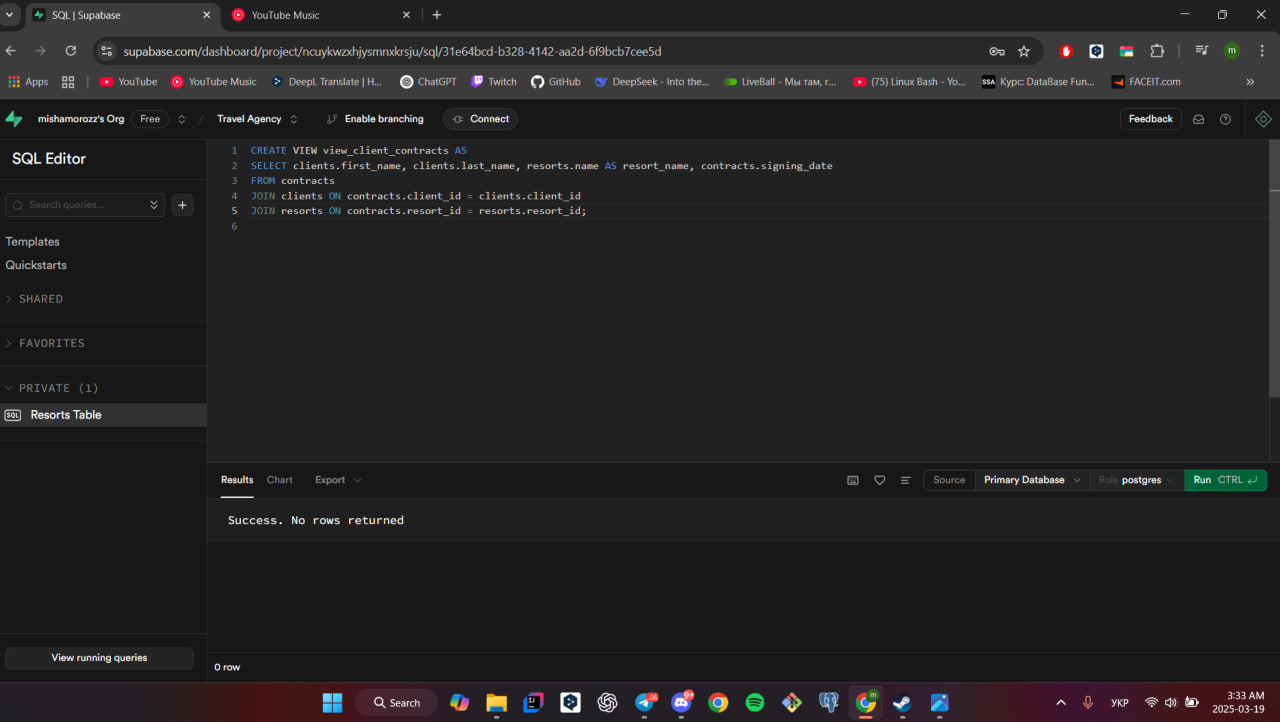 SQL | Supabase
YouTube Music
supabase.com/dashboard/project/ncuykwzxhjysmnxkrsju/sql/31e64bcd-b328-4142-aa2d-6f9bcb7cee5d
m
Apps
YouTube
YouTube Music
DeepL Translate | H...
ChatGPT
Twitch
GitHub
DeepSeek - Into the...
LiveBall - Мы там, г...
(75) Linux Bash - Yo...
SSA Курс: DataBase Fun...
FACEIT.com
mishamorozz's Org
Free
Travel Agency
Enable branching
Connect
Feedback
SQL Editor
Search queries...
Templates
Quickstarts
SHARED
FAVORITES
PRIVATE (1)
SQL Resorts Table
View running queries
1 CREATE VIEW view_client_contracts AS
2 SELECT clients.first_name, clients.last_name, resorts.name AS resort_name, contracts.signing_date
3 FROM contracts
4 JOIN clients ON contracts.client_id = clients.client_id
5 JOIN resorts ON contracts.resort_id = resorts.resort_id;
6
Results
Chart
Export
Source
Primary Database
Role postgres
Run CTRL
Success. No rows returned
0 row
Search
УКР
3:33 AM
2025-03-19